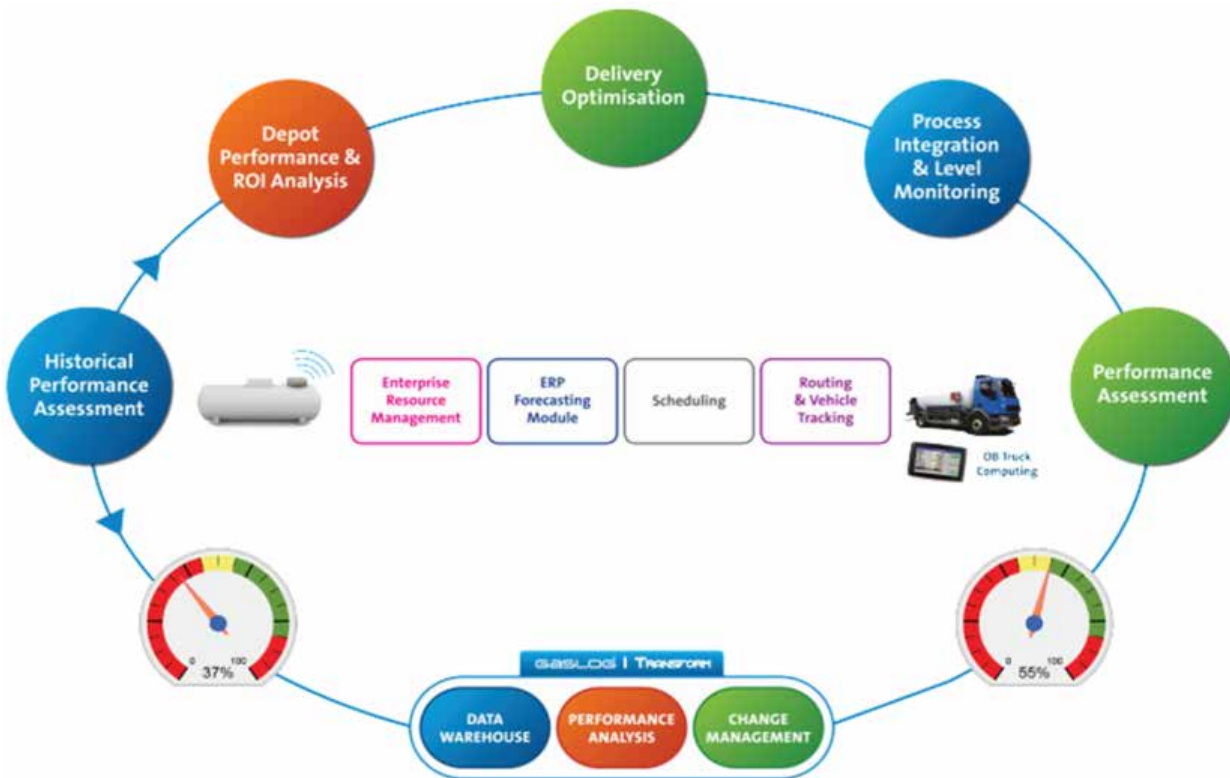 Delivery
Optimisation
Depot
Performance &
ROI Analysis
Process
Integration
& Level
Monitoring
Historical
Performance
Assessment
Enterprise
Resource
Management
ERP
Forecasting
Module
Scheduling
Routing
& Vehicle
Tracking
Performance
Assessment
OB Truck
Computing
0 100
37%
0 100
55%
GASLOG | TRANSFORM
DATA
WAREHOUSE
PERFORMANCE
ANALYSIS
CHANGE
MANAGEMENT